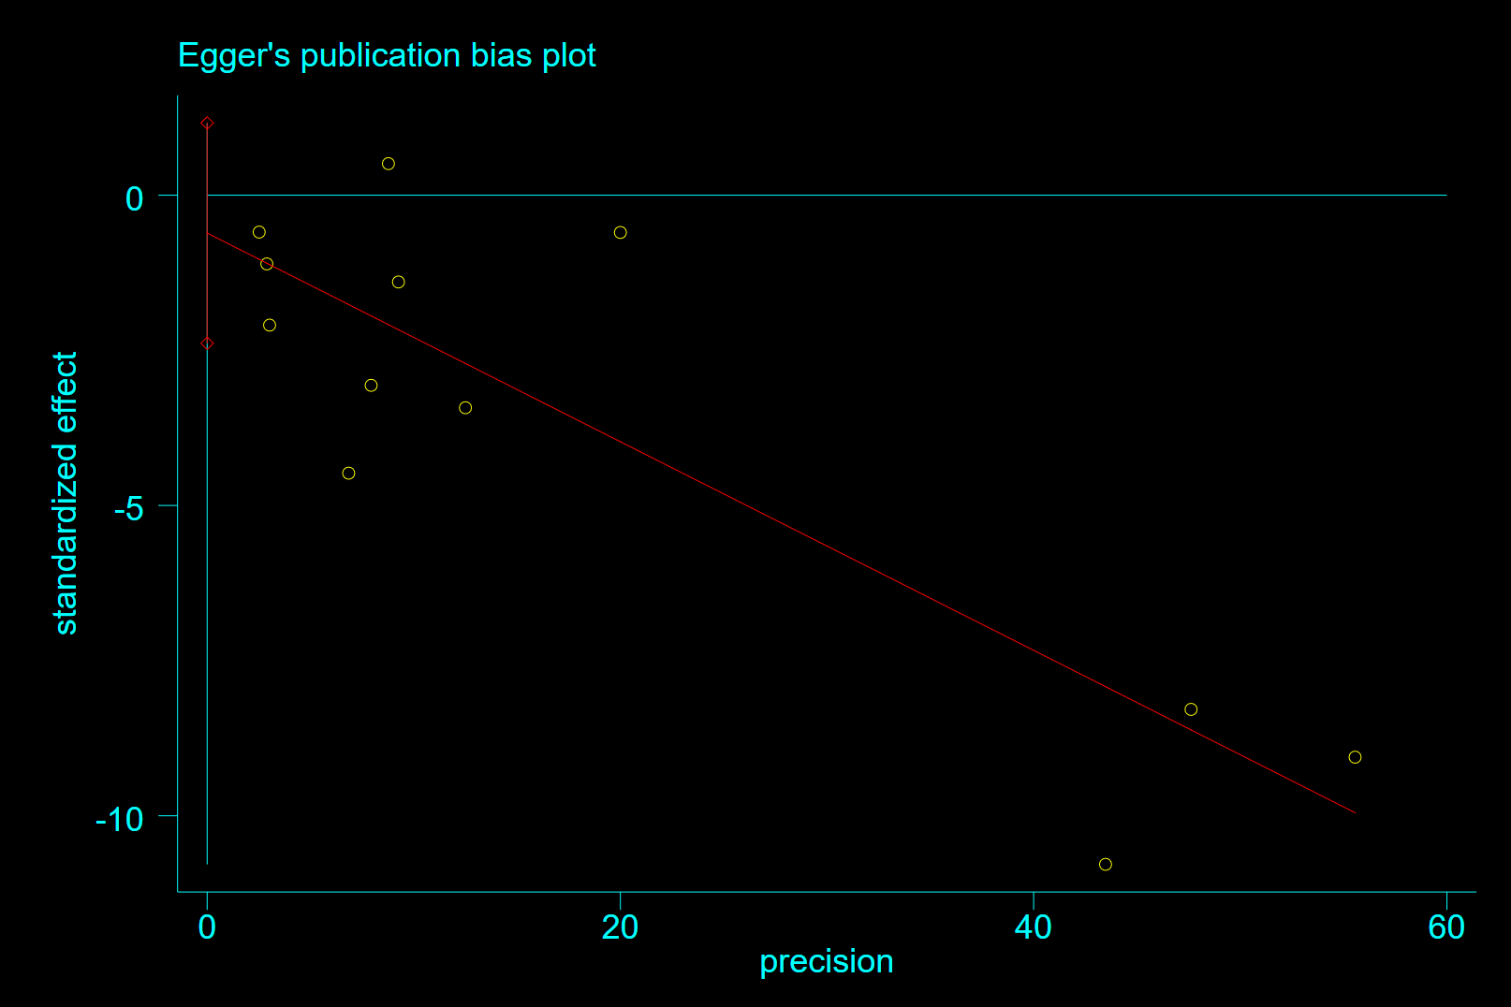 Egger's publication bias plot
0
-5
-10
standardized effect
0 20 40 60
precision